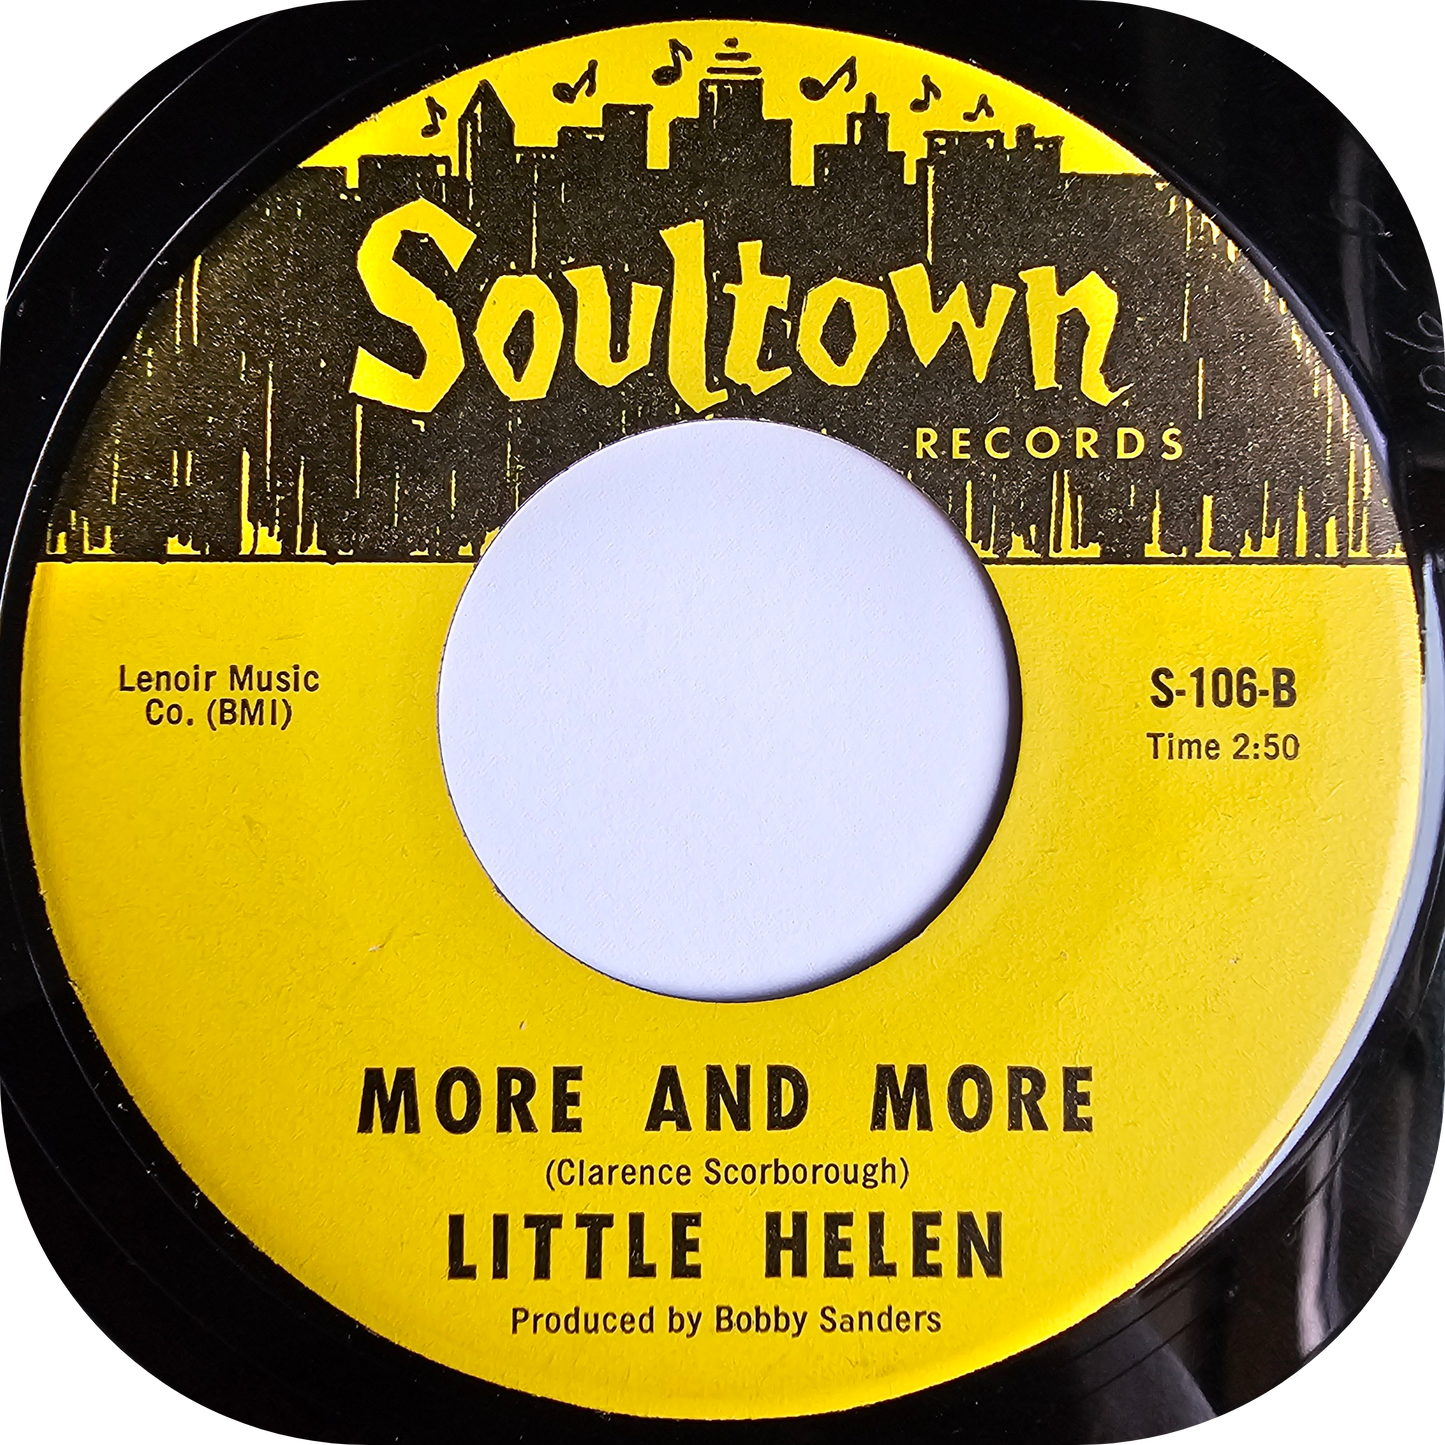 Soultown
RECORDS
Lenoir Music
Co. (BMI)
S-106-B
Time 2:50
MORE AND MORE
(Clarence Scorborough)
LITTLE HELEN
Produced by Bobby Sanders